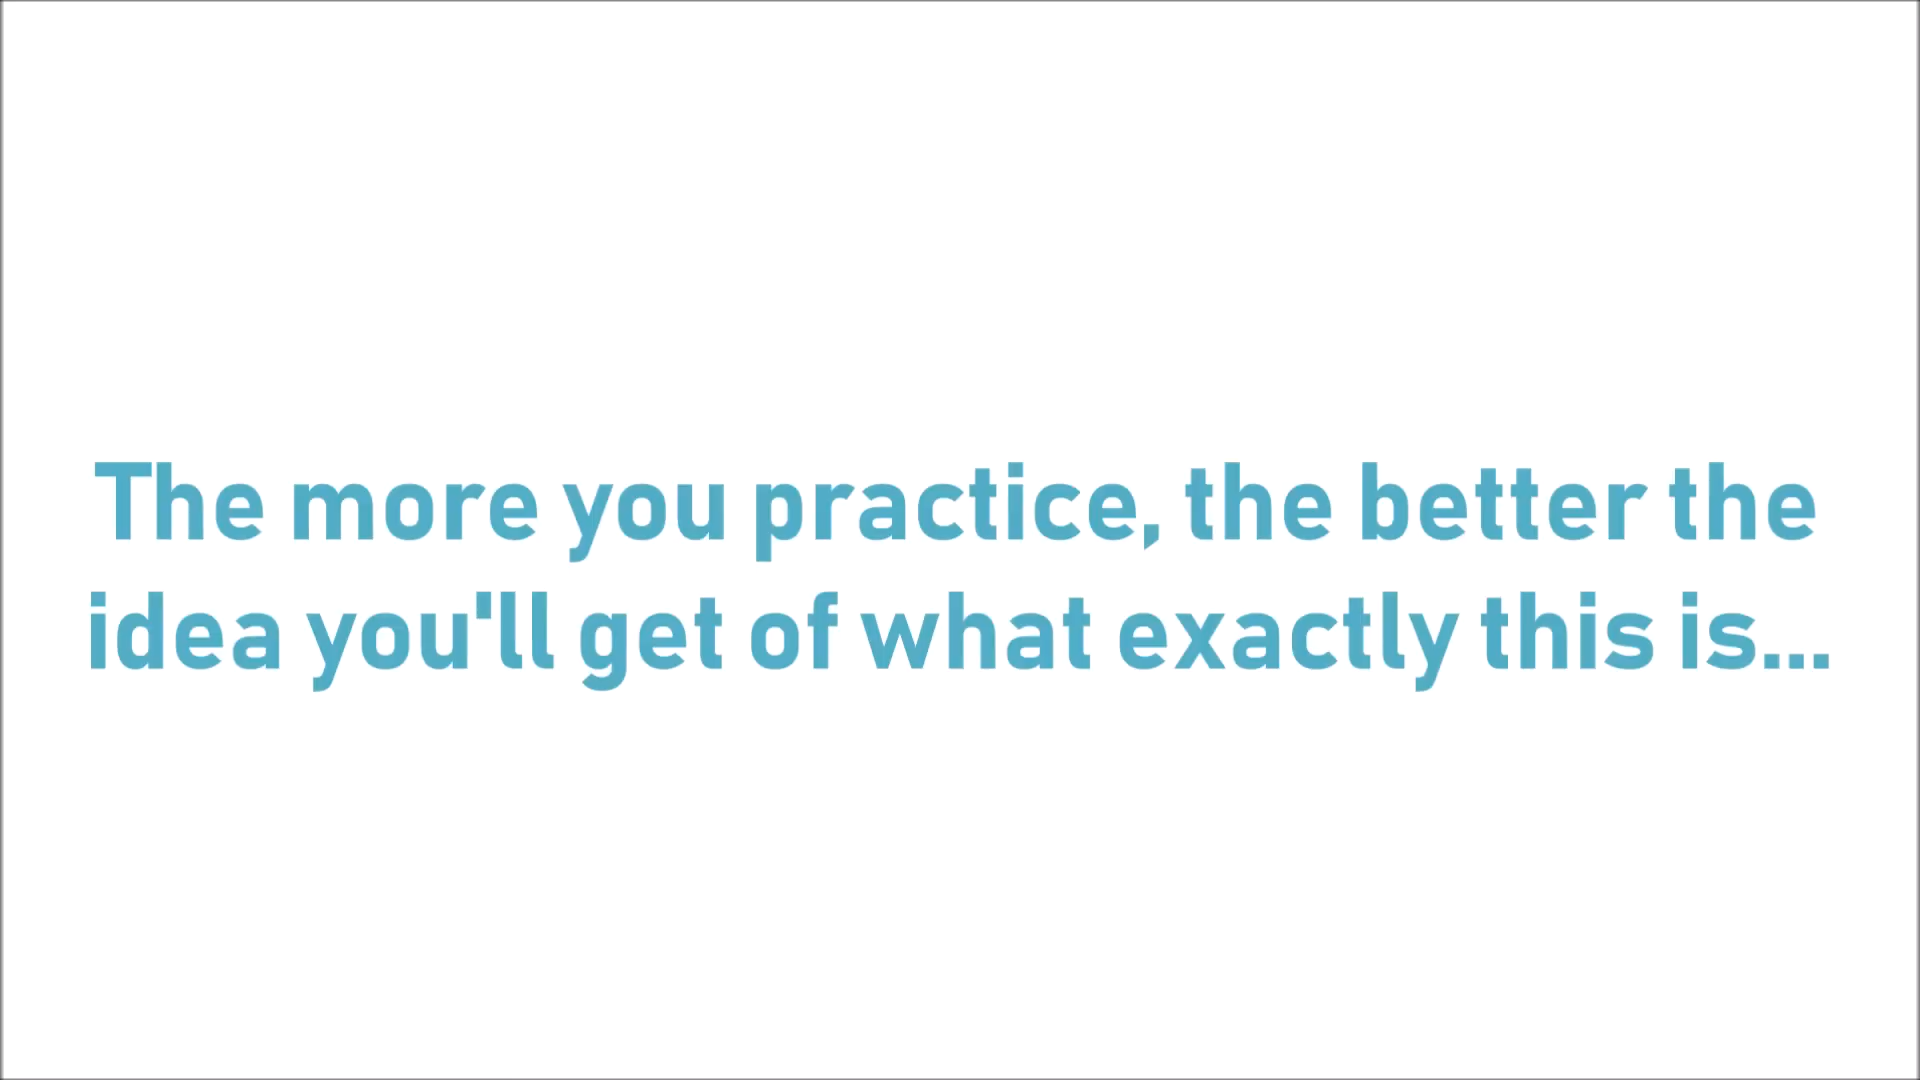 The more you practice, the better the
idea you'll get of what exactly this is...